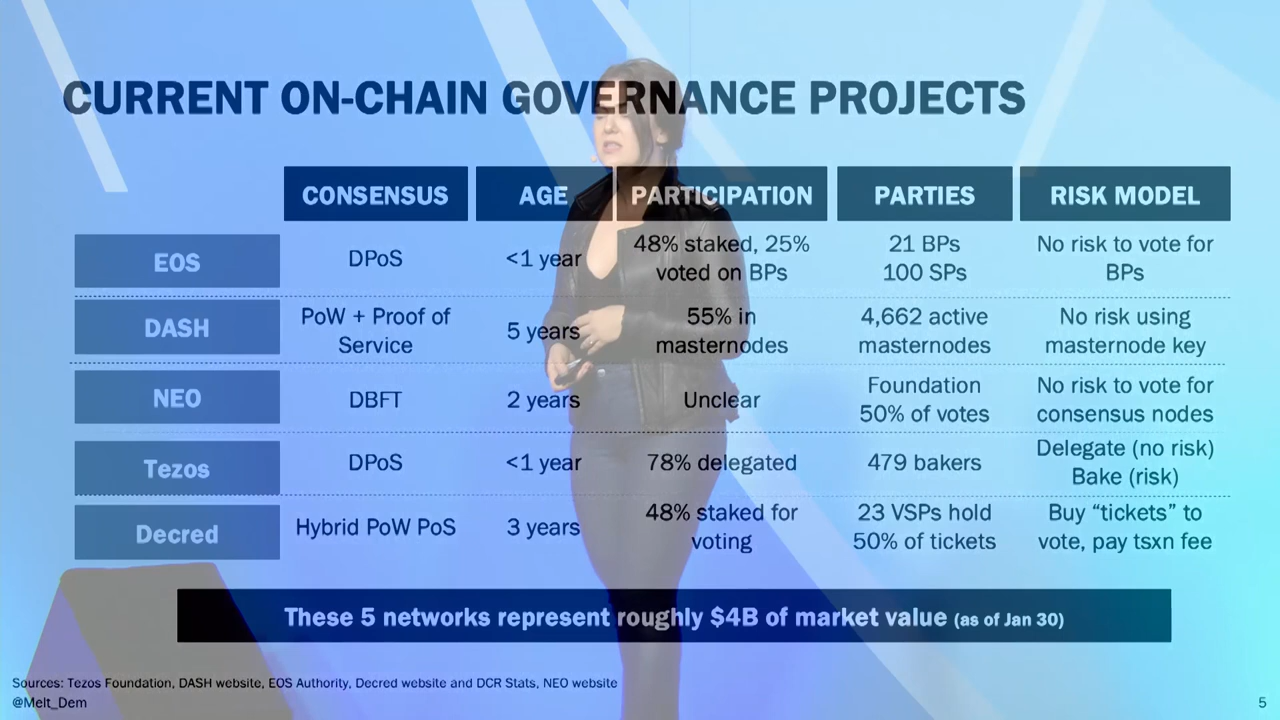 CURRENT ON-CHAIN GOVERNANCE PROJECTS
CONSENSUS AGE PARTICIPATION PARTIES RISK MODEL
EOS
DPoS
<1 year
48% staked, 25%
voted on BPs
21 BPs
100 SPs
No risk to vote for
BPs
DASH
PoW + Proof of
Service
5 years
55% in
masternodes
4,662 active
masternodes
No risk using
masternode key
NEO
DBFT
2 years
Unclear
Foundation
50% of votes
No risk to vote for
consensus nodes
Tezos
DPoS
<1 year
78% delegated
479 bakers
Delegate (no risk)
Bake (risk)
Decred
Hybrid PoW PoS
3 years
48% staked for
voting
23 VSPs hold
50% of tickets
Buy “tickets” to
vote, pay tsxn fee
These 5 networks represent roughly $4B of market value (as of Jan 30)
Sources: Tezos Foundation, DASH website, EOS Authority, Decred website and DCR Stats, NEO website
@Melt_Dem
5